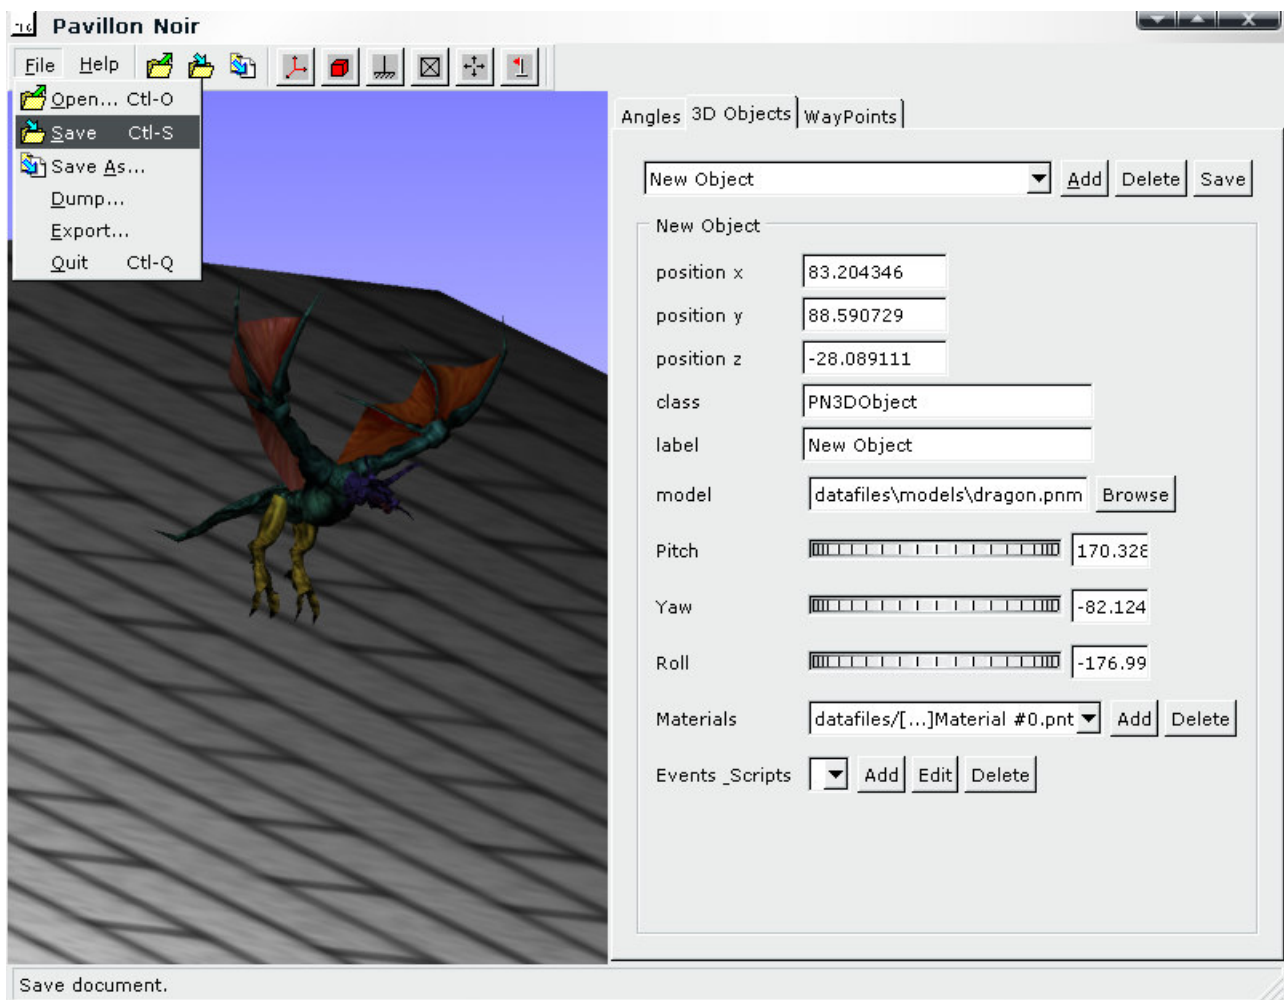 Pavillon Noir
File Help
Open... Ctl-O
Save Ctl-S
Save As...
Dump...
Export...
Quit Ctl-Q
Angles 3D Objects WayPoints
New Object Add Delete Save
New Object
position x 83.204346
position y 88.590729
position z -28.089111
class PN3DObject
label New Object
model datafiles\models\dragon.pnm Browse
Pitch 170.328
Yaw -82.124
Roll -176.99
Materials datafiles/[...]Material #0.pnt Add Delete
Events _Scripts Add Edit Delete
Save document.